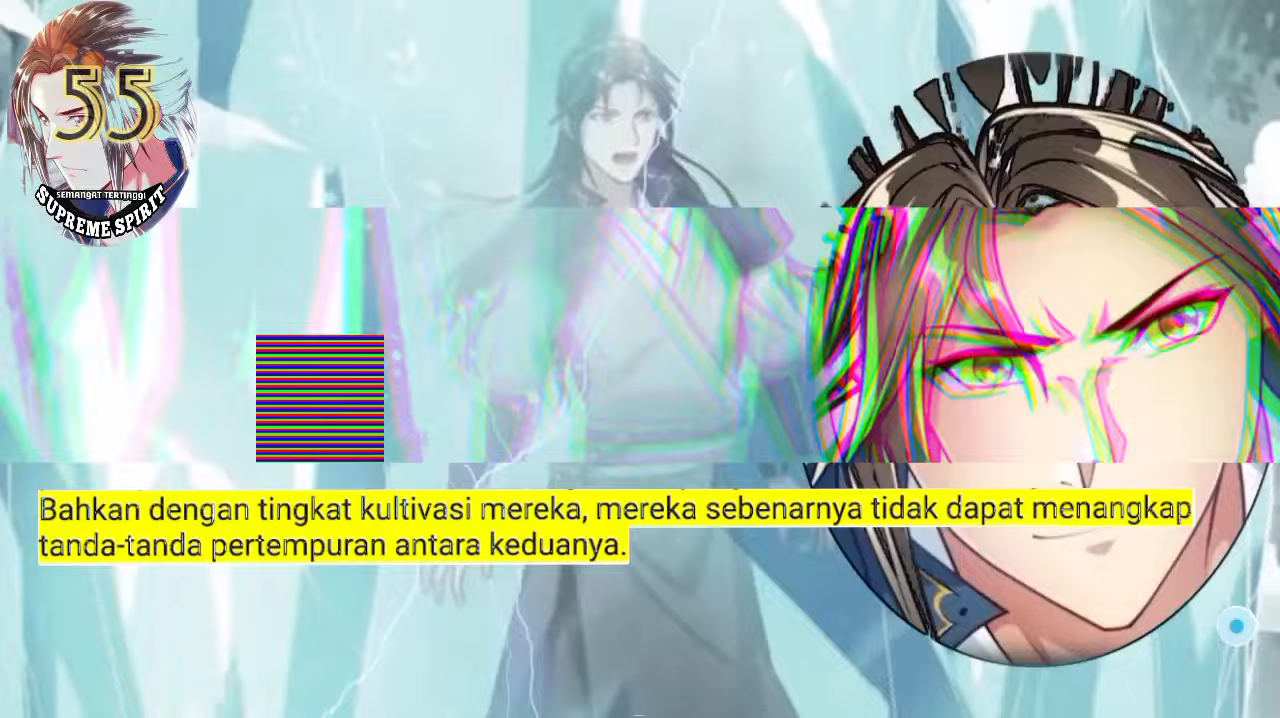 55
SEMANGAT TERTINGGI
SUPREME SPIRIT
Bahkan dengan tingkat kultivasi mereka, mereka sebenarnya tidak dapat menangkap
tanda-tanda pertempuran antara keduanya.